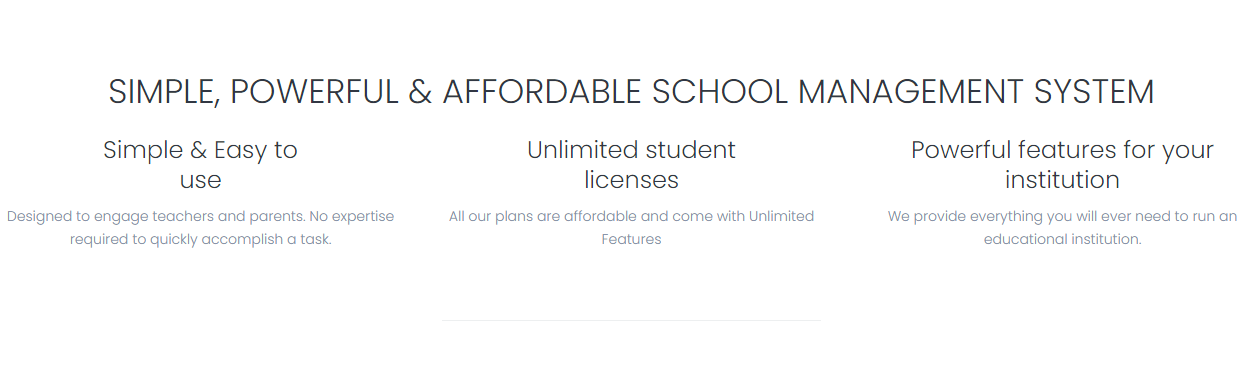 SIMPLE, POWERFUL & AFFORDABLE SCHOOL MANAGEMENT SYSTEM
Simple & Easy to
use
Designed to engage teachers and parents. No expertise
required to quickly accomplish a task.
Unlimited student
licenses
All our plans are affordable and come with Unlimited
Features
Powerful features for your
institution
We provide everything you will ever need to run an
educational institution.